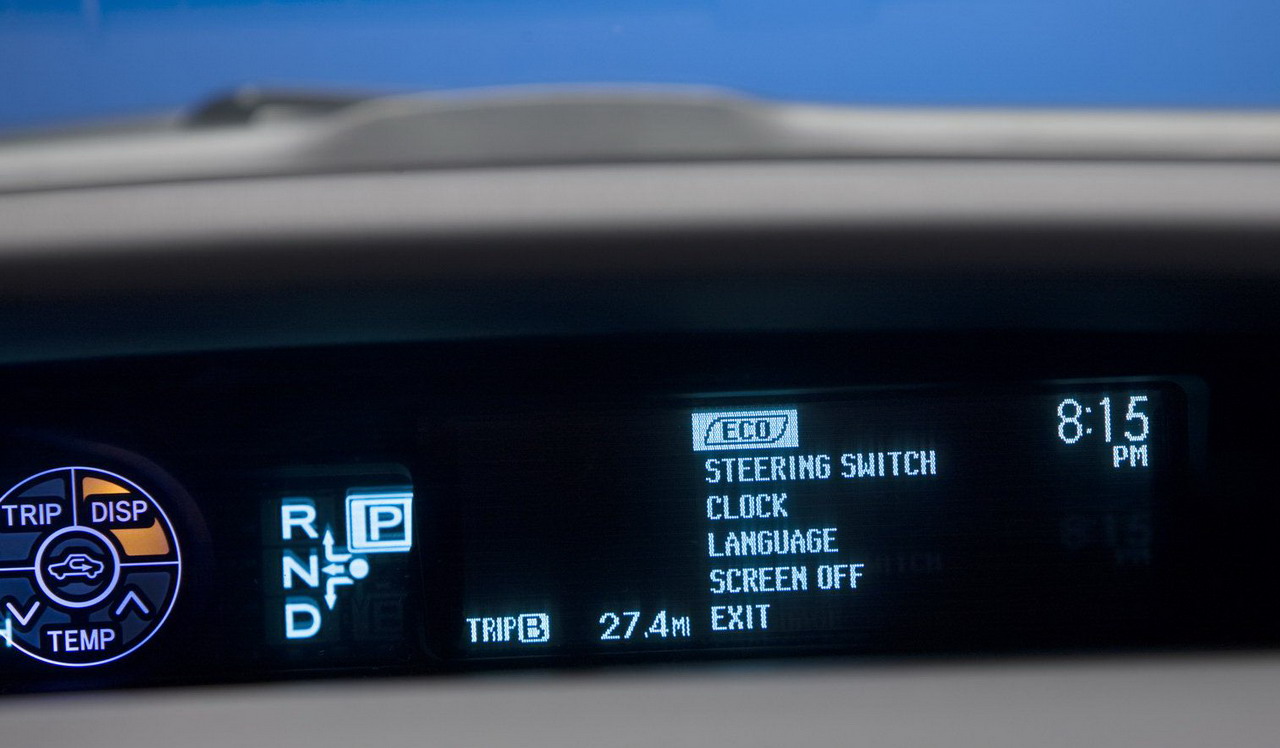 TRIP DISP
TEMP
R P
N
D
TRIP B 27.4 MI
ECO
STEERING SWITCH
CLOCK
LANGUAGE
SCREEN OFF
EXIT
8:15
PM